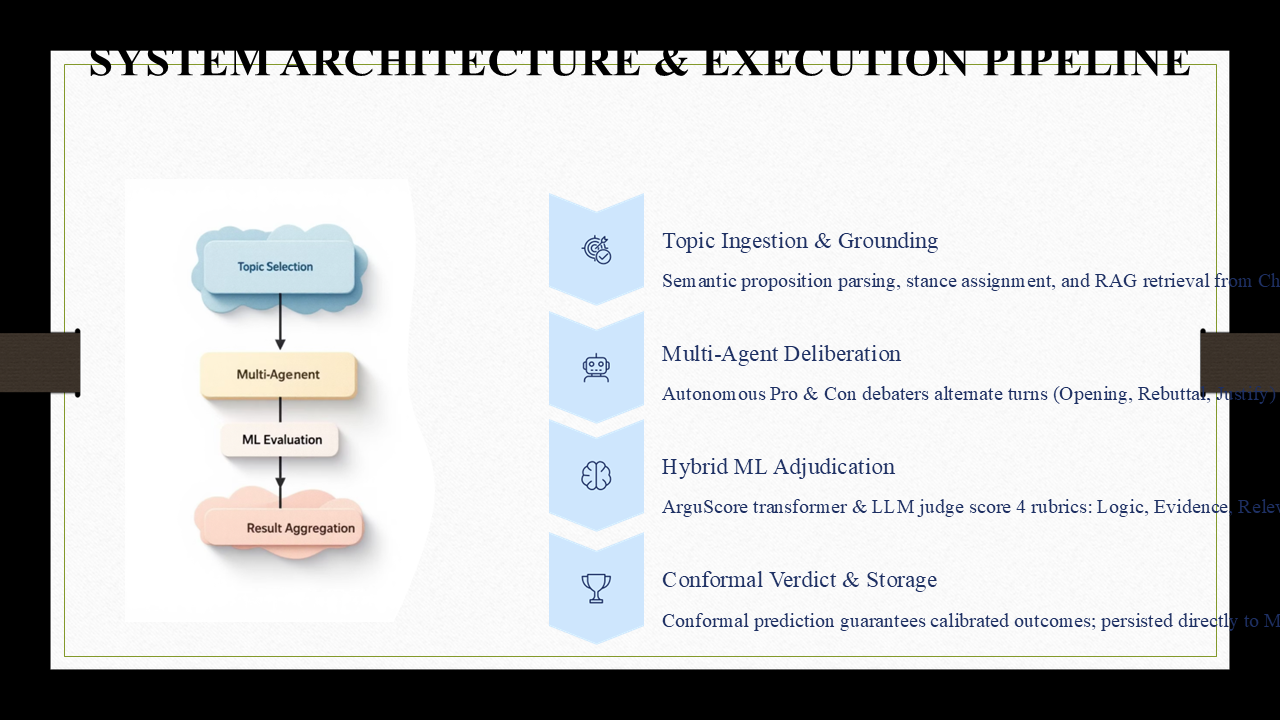 SYSTEM ARCHITECTURE & EXECUTION PIPELINE
Topic Selection
Multi-Agenent
ML Evaluation
Result Aggregation
Topic Ingestion & Grounding
Semantic proposition parsing, stance assignment, and RAG retrieval from
Multi-Agent Deliberation
Autonomous Pro & Con debaters alternate turns (Opening, Rebuttal, Justify)
Hybrid ML Adjudication
ArguScore transformer & LLM judge score 4 rubrics: Logic, Evidence,
Conformal Verdict & Storage
Conformal prediction guarantees calibrated outcomes; persisted directly to